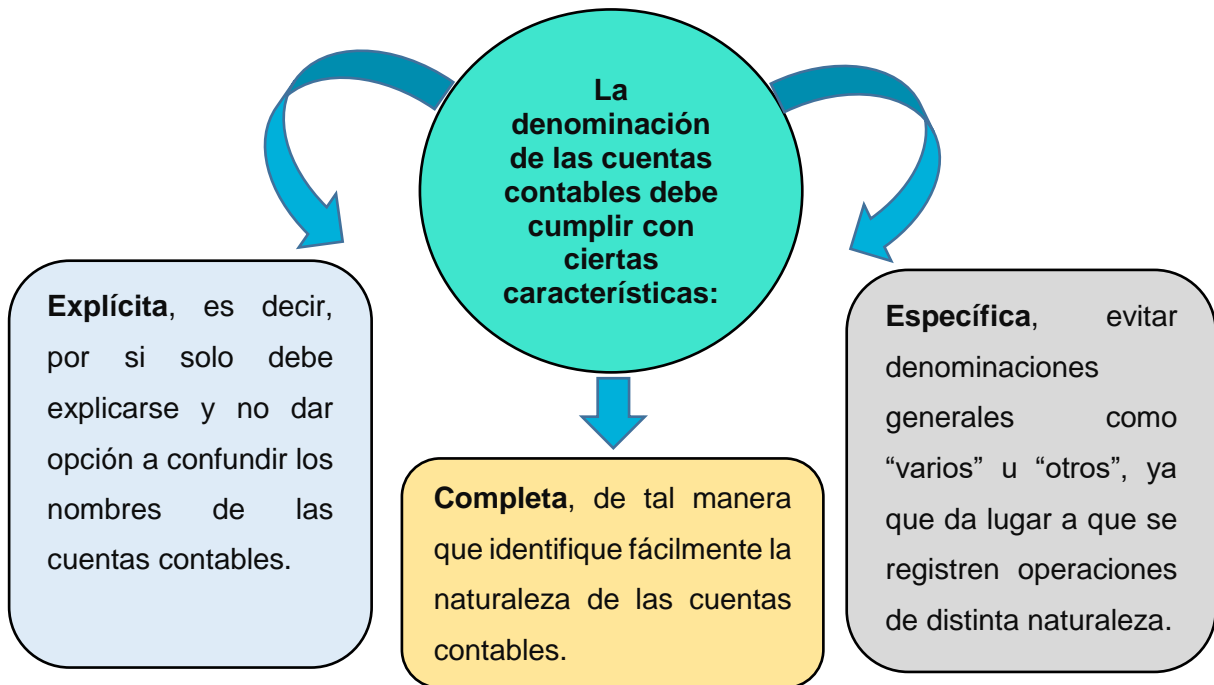 La
denominación
de las cuentas
contables debe
cumplir con
ciertas
características:
Explícita, es decir,
por si solo debe
explicarse y no dar
opción a confundir los
nombres de las
cuentas contables.
Completa, de tal manera
que identifique fácilmente la
naturaleza de las cuentas
contables.
Específica, evitar
denominaciones
generales como
“varios” u “otros”, ya
que da lugar a que se
registren operaciones
de distinta naturaleza.